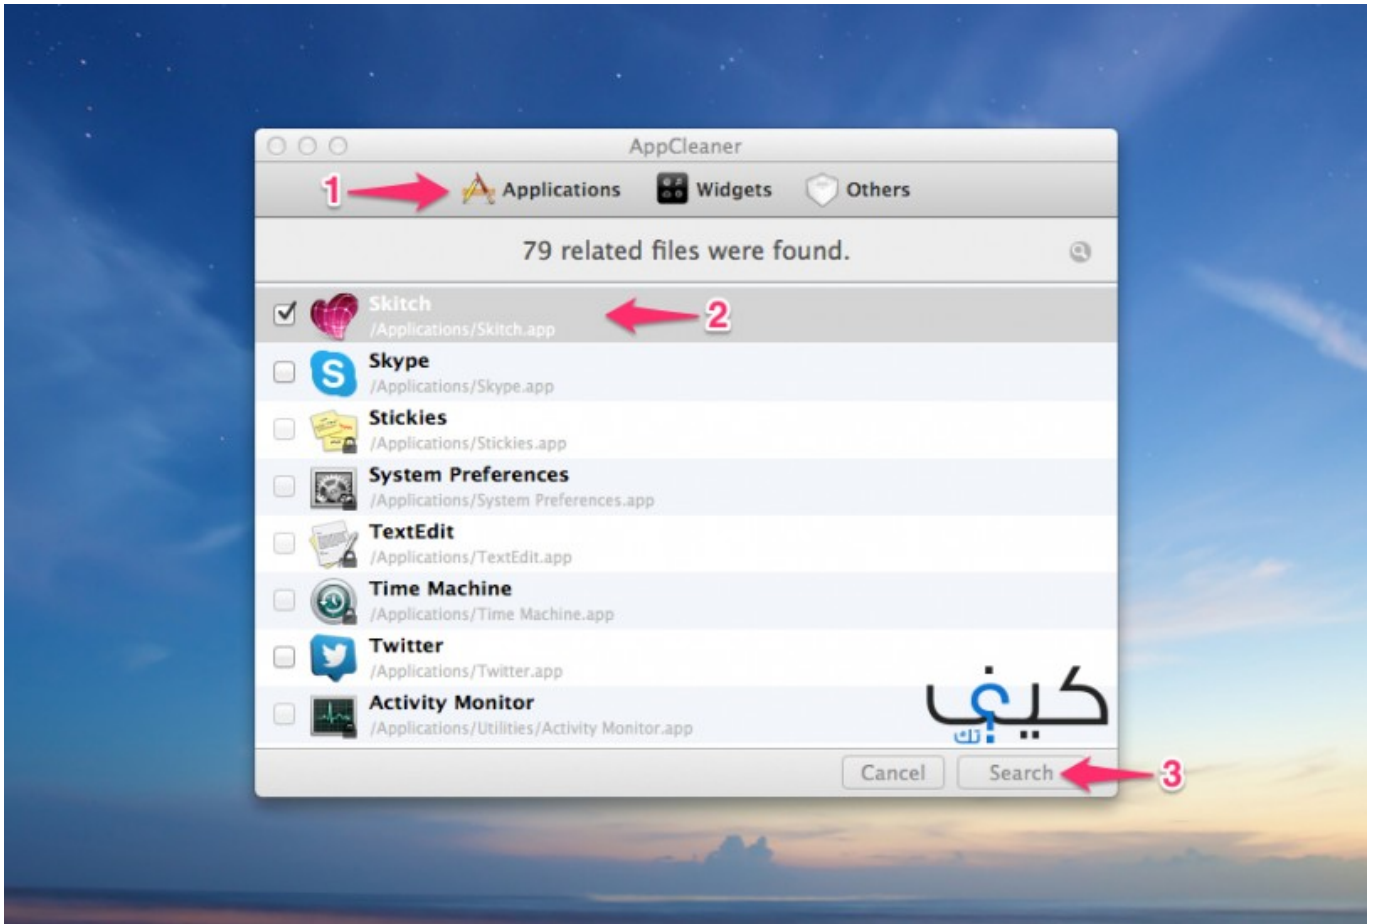 AppCleaner
1
Applications
Widgets
Others
79 related files were found.
Skitch
/Applications/Skitch.app
2
Skype
/Applications/Skype.app
Stickies
/Applications/Stickies.app
System Preferences
/Applications/System Preferences.app
TextEdit
/Applications/TextEdit.app
Time Machine
/Applications/Time Machine.app
Twitter
/Applications/Twitter.app
Activity Monitor
/Applications/Utilities/Activity Monitor.app
كيف
تك
Cancel
Search
3